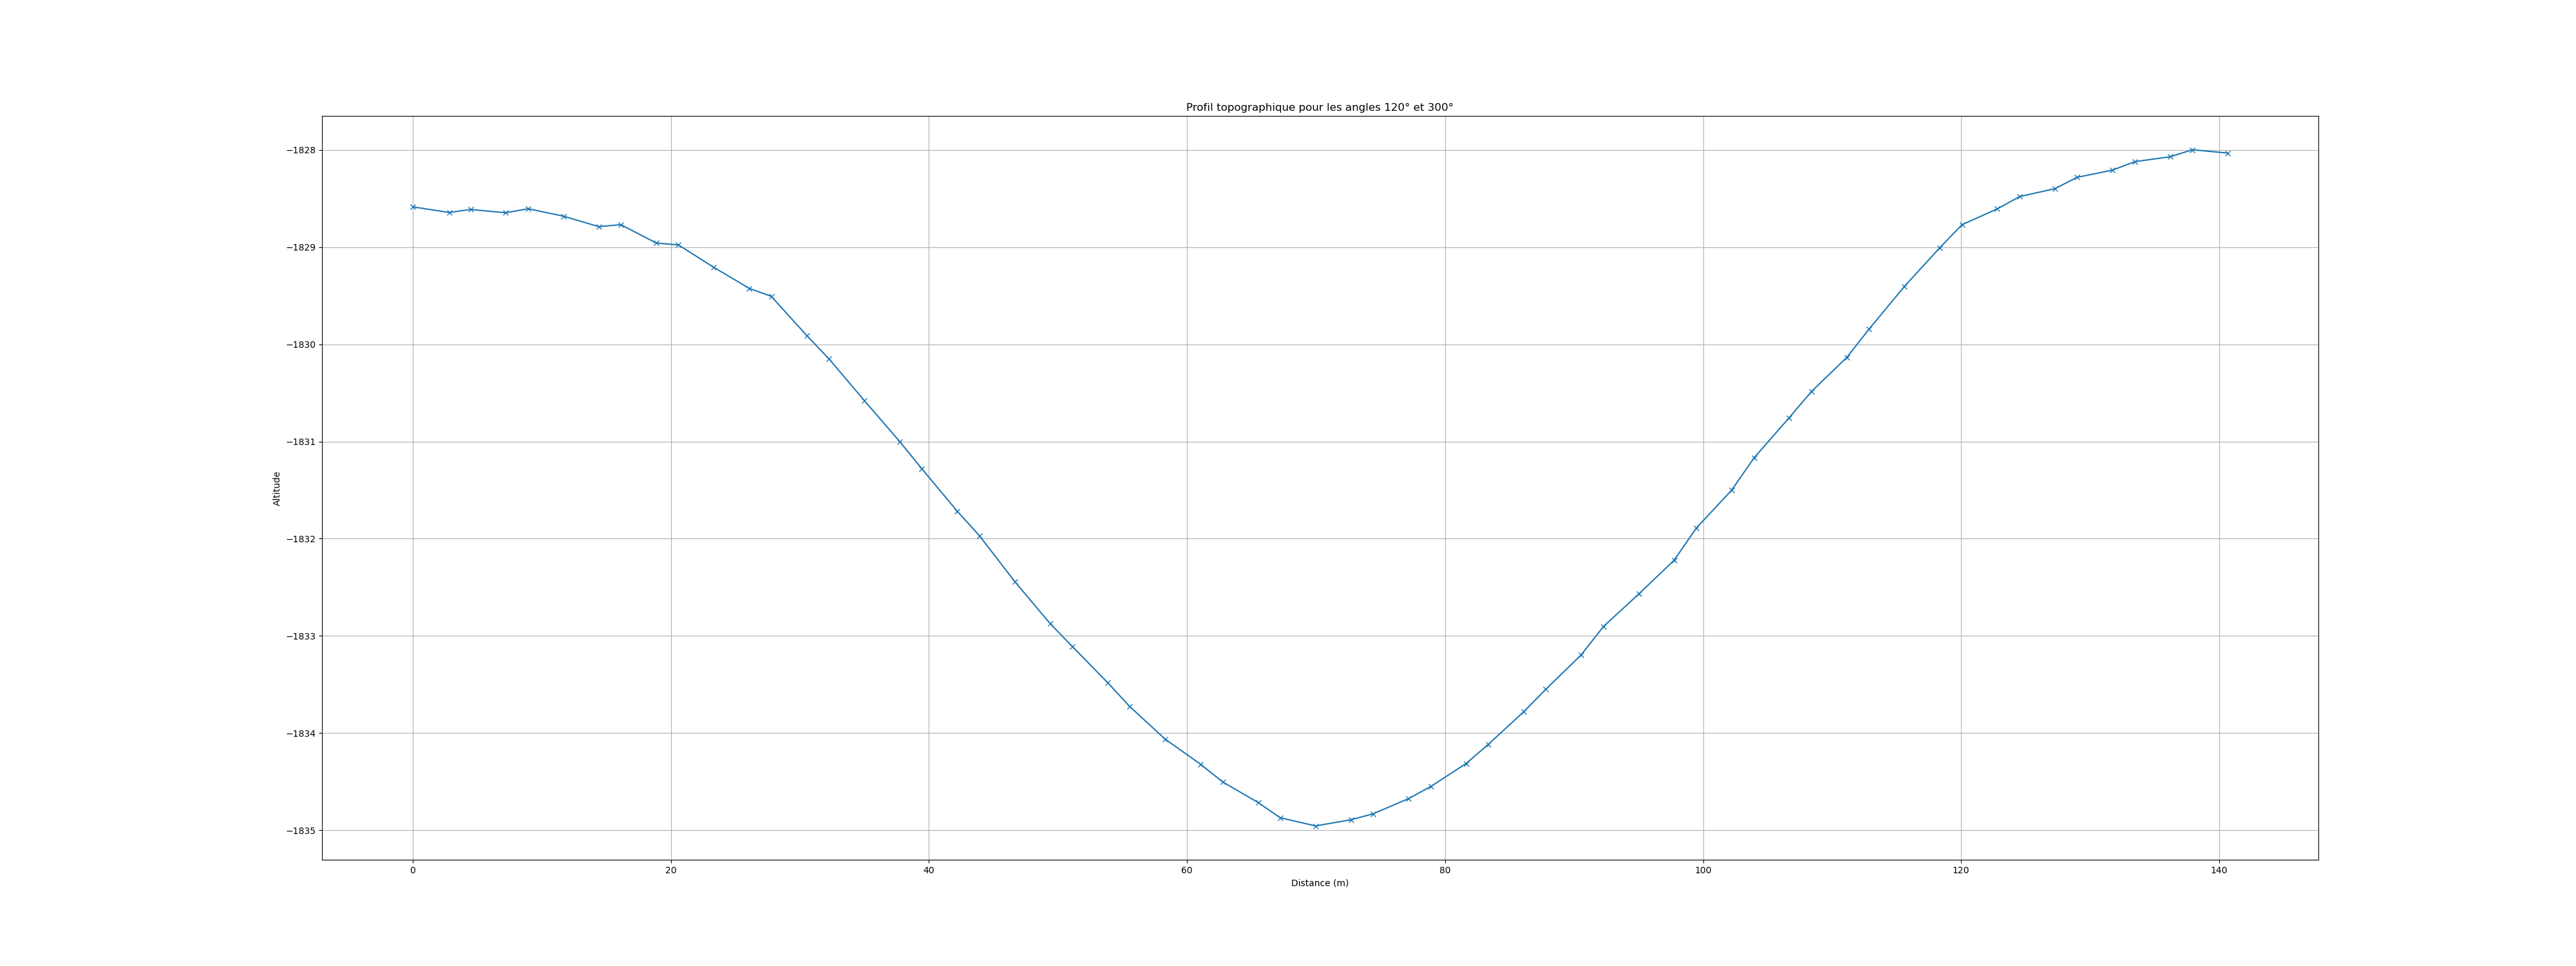 Profil topographique pour les angles 120° et 300°
−1828
−1829
−1830
−1831
−1832
−1833
−1834
−1835
Altitude
0 20 40 60 80 100 120 140
Distance (m)